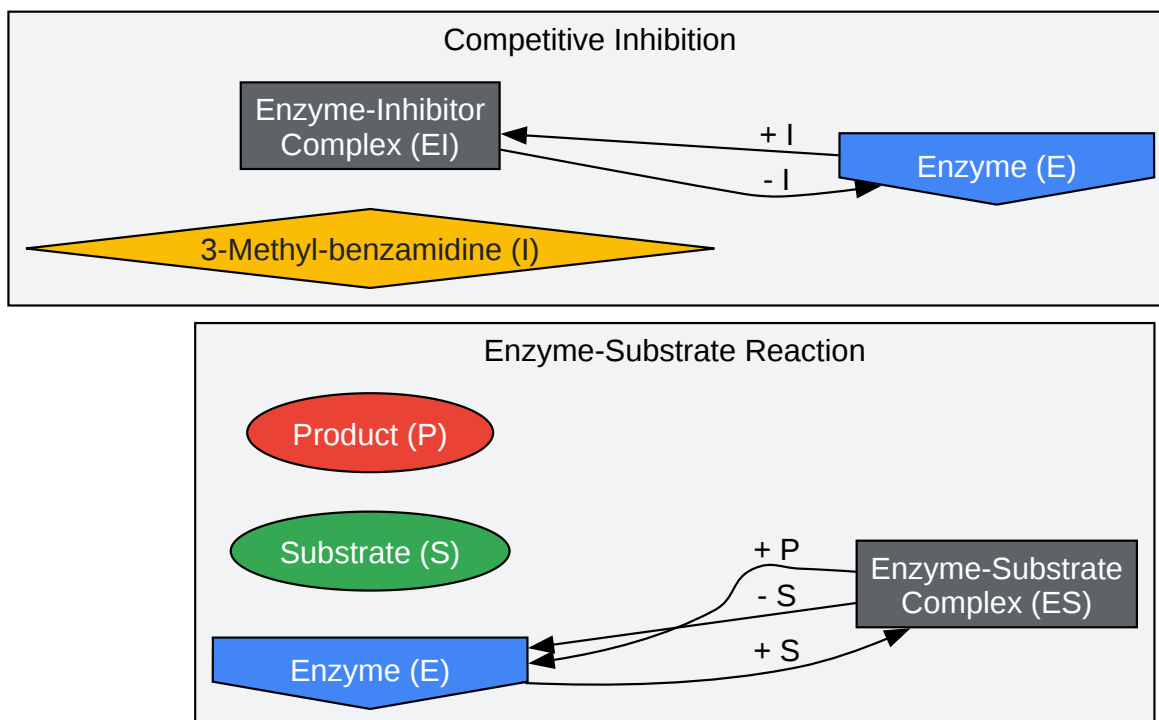 Competitive Inhibition
Enzyme-Inhibitor
Complex (EI)
+ I
- I
Enzyme (E)
3-Methyl-benzamidine (I)
Enzyme-Substrate Reaction
Product (P)
Substrate (S)
+ P
- S
+ S
Enzyme-Substrate
Complex (ES)
Enzyme (E)